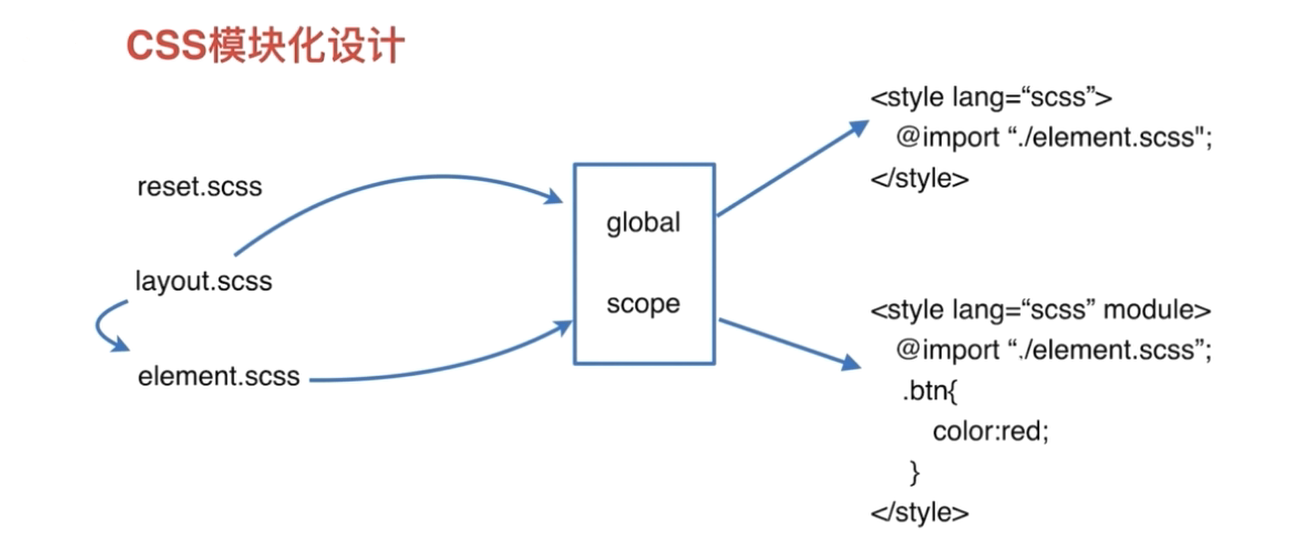 CSS模块化设计
reset.scss
layout.scss
element.scss
global
scope
<style lang=“scss”>
@import “./element.scss";
</style>
<style lang=“scss” module>
@import “./element.scss”;
.btn{
color:red;
}
</style>